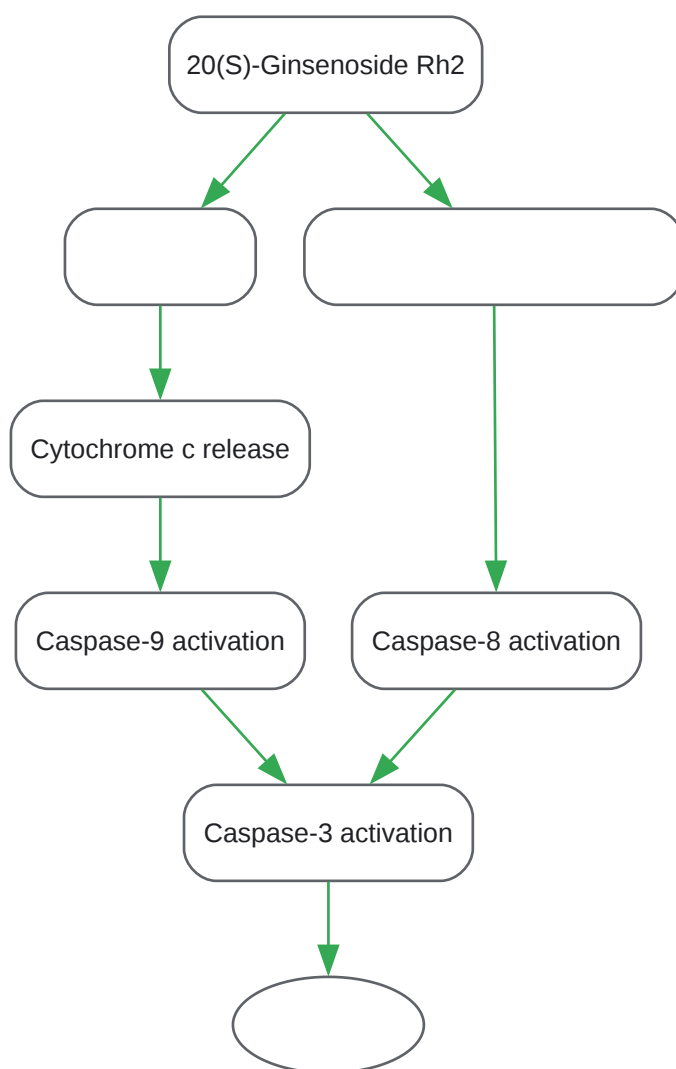 20(S)-Ginsenoside Rh2
Cytochrome c release
Caspase-9 activation
Caspase-8 activation
Caspase-3 activation